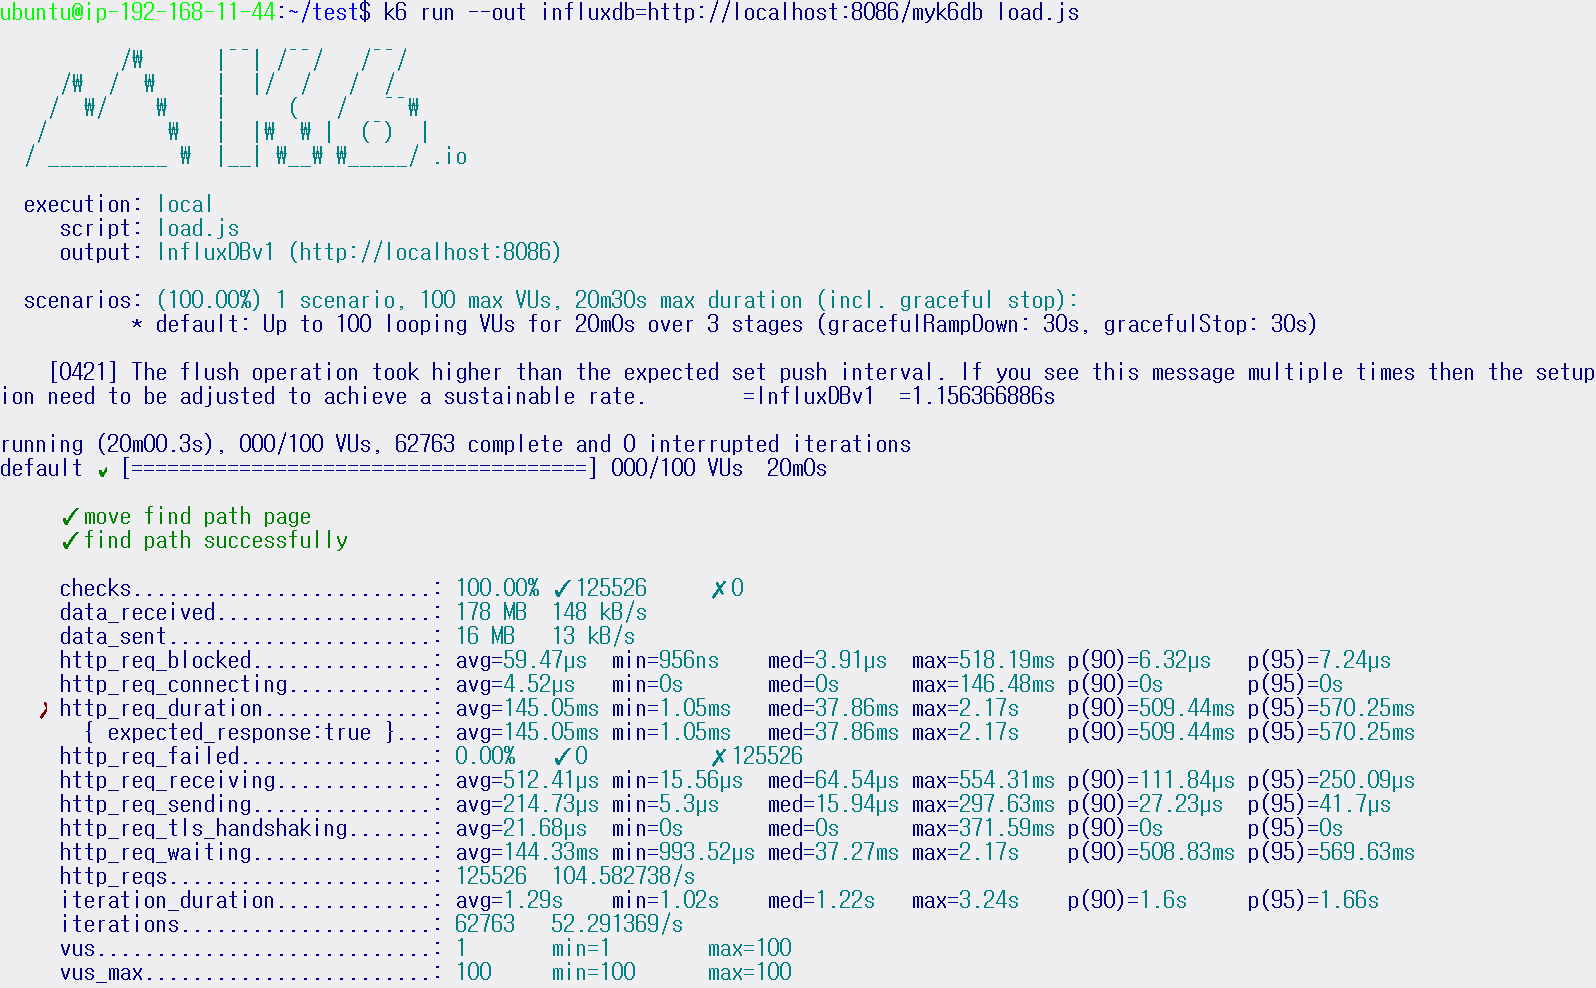 ubuntu@ip-192-168-11-44:~/test$ k6 run --out influxdb=http://localhost:8086/myk6db load.js
          /₩      |‾‾| /‾‾/   /‾‾/
     /₩  /  ₩     |  |/  /   /  /
    /  ₩/    ₩    |     (   /   ‾‾₩
   /          ₩   |  |₩  ₩ |  (‾)  |
  / __________ ₩  |__| ₩__₩ ₩_____/ .io
  execution: local
     script: load.js
     output: InfluxDBv1 (http://localhost:8086)
  scenarios: (100.00%) 1 scenario, 100 max VUs, 20m30s max duration (incl. graceful stop):
           * default: Up to 100 looping VUs for 20m0s over 3 stages (gracefulRampDown: 30s, gracefulStop: 30s)
    [0421] The flush operation took higher than the expected set push interval. If you see this message multiple times then the setup
ion need to be adjusted to achieve a sustainable rate.        =InfluxDBv1  =1.156366886s
running (20m00.3s), 000/100 VUs, 62763 complete and 0 interrupted iterations
default ✓ [======================================] 000/100 VUs  20m0s
     ✓ move find path page
     ✓ find path successfully
     checks.........................: 100.00% ✓ 125526     ✗ 0
     data_received..................: 178 MB  148 kB/s
     data_sent......................: 16 MB   13 kB/s
     http_req_blocked...............: avg=59.47µs  min=956ns    med=3.91µs  max=518.19ms p(90)=6.32µs   p(95)=7.24µs
     http_req_connecting............: avg=4.52µs   min=0s       med=0s      max=146.48ms p(90)=0s       p(95)=0s
     http_req_duration..............: avg=145.05ms min=1.05ms   med=37.86ms max=2.17s    p(90)=509.44ms p(95)=570.25ms
       { expected_response:true }...: avg=145.05ms min=1.05ms   med=37.86ms max=2.17s    p(90)=509.44ms p(95)=570.25ms
     http_req_failed................: 0.00%   ✓ 0          ✗ 125526
     http_req_receiving.............: avg=512.41µs min=15.56µs  med=64.54µs max=554.31ms p(90)=111.84µs p(95)=250.09µs
     http_req_sending...............: avg=214.73µs min=5.3µs    med=15.94µs max=297.63ms p(90)=27.23µs  p(95)=41.7µs
     http_req_tls_handshaking.......: avg=21.68µs  min=0s       med=0s      max=371.59ms p(90)=0s       p(95)=0s
     http_req_waiting...............: avg=144.33ms min=993.52µs med=37.27ms max=2.17s    p(90)=508.83ms p(95)=569.63ms
     http_reqs......................: 125526  104.582738/s
     iteration_duration.............: avg=1.29s    min=1.02s    med=1.22s   max=3.24s    p(90)=1.6s     p(95)=1.66s
     iterations.....................: 62763   52.291369/s
     vus............................: 1       min=1        max=100
     vus_max........................: 100     min=100      max=100